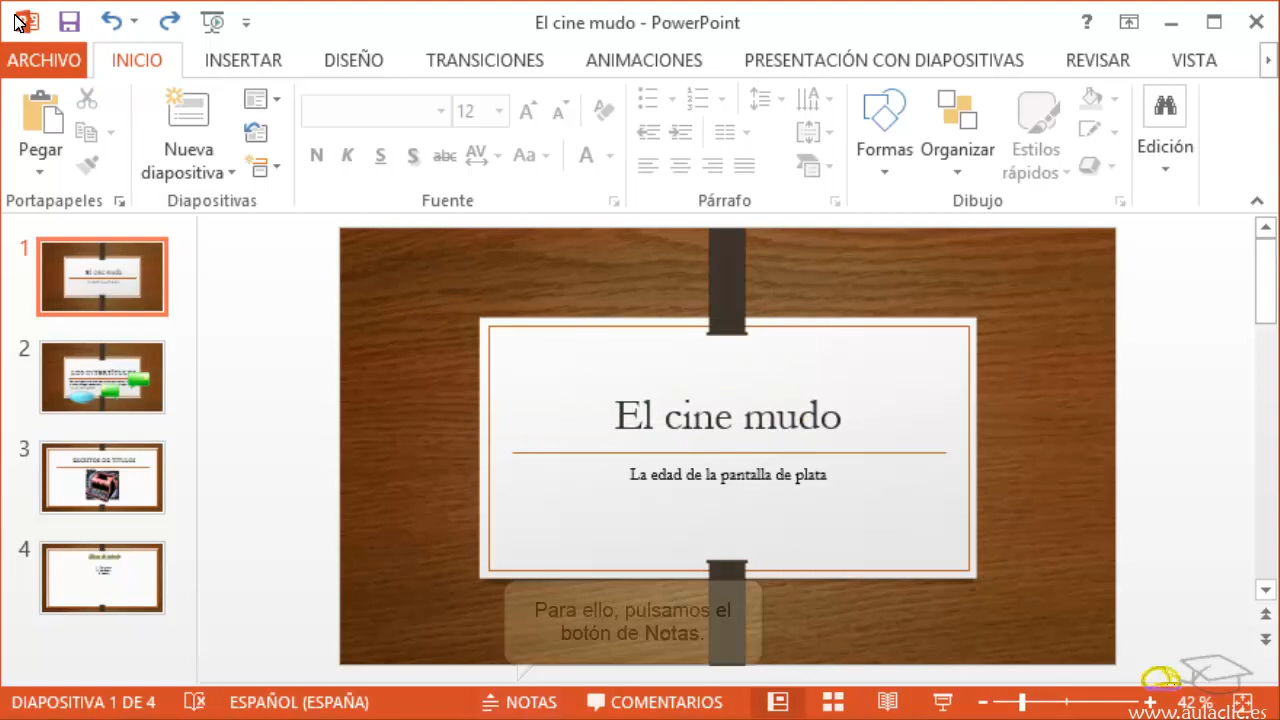 El cine mudo - PowerPoint
?
ARCHIVO
INICIO
INSERTAR
DISEÑO
TRANSICIONES
ANIMACIONES
PRESENTACIÓN CON DIAPOSITIVAS
REVISAR
VISTA
Pegar
Nueva
diapositiva
12
N K S S abc AV Aa A
Formas
Organizar
Estilos
rápidos
Edición
Portapapeles
Diapositivas
Fuente
Párrafo
Dibujo
1
2
3
4
El cine mudo
La edad de la pantalla de plata
Para ello, pulsamos el
botón de Notas.
DIAPOSITIVA 1 DE 4
ESPAÑOL (ESPAÑA)
NOTAS
COMENTARIOS
42 %
www.aulaclic.es